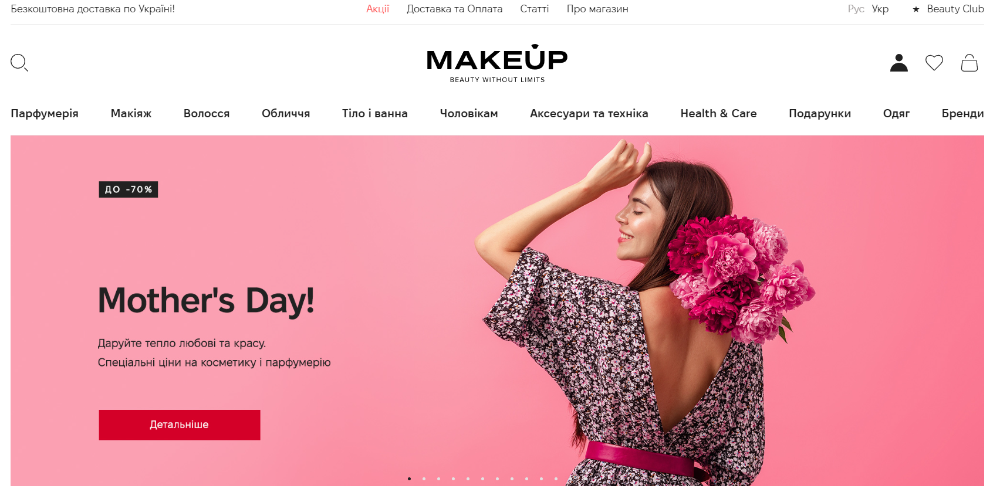 Безкоштовна доставка по Україні!
Акції Доставка та Оплата Статті Про магазин
Рус Укр ★ Beauty Club
MAKEUP
BEAUTY WITHOUT LIMITS
Парфумерія Макіяж Волосся Обличчя Тіло і ванна Чоловікам Аксесуари та техніка Health & Care Подарунки Одяг Бренди
ДО -70%
Mother's Day!
Даруйте тепло любові та красу.
Спеціальні ціни на косметику і парфумерію
Детальніше